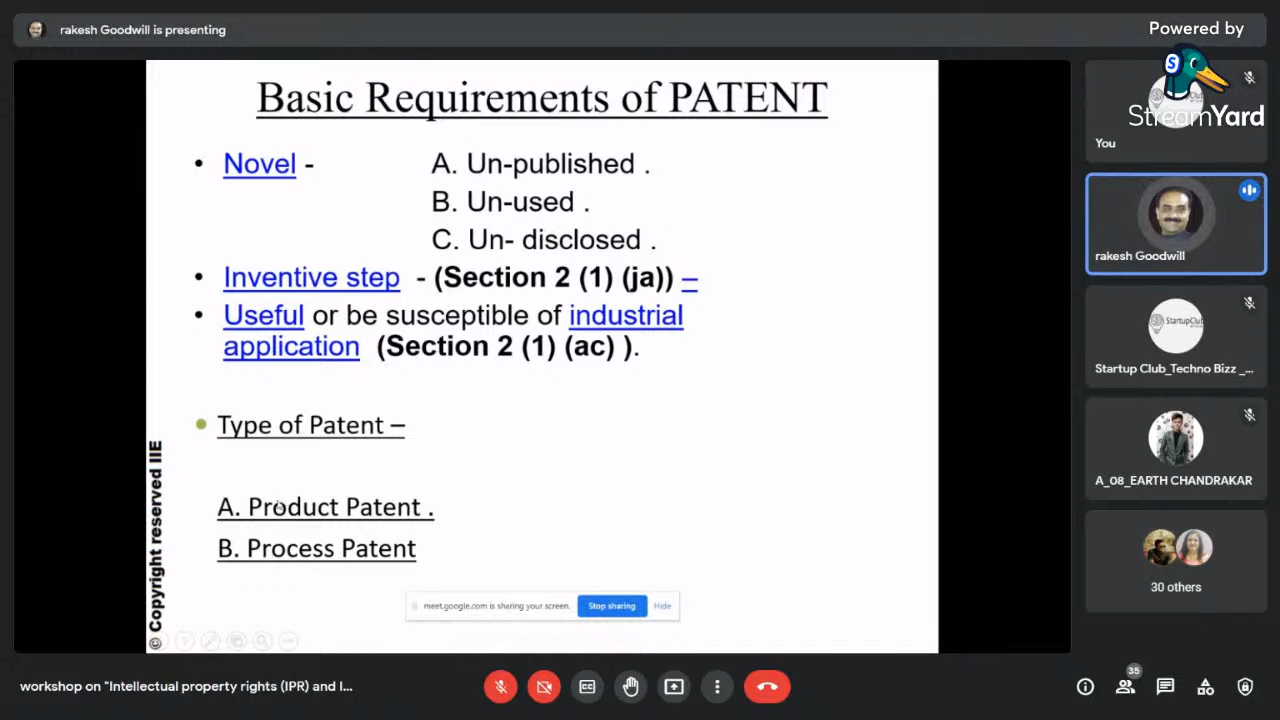 rakesh Goodwill is presenting
Powered by
StreamYard
Basic Requirements of PATENT
• Novel - A. Un-published .
B. Un-used .
C. Un- disclosed .
• Inventive step - (Section 2 (1) (ja)) –
• Useful or be susceptible of industrial
application (Section 2 (1) (ac) ).
• Type of Patent –
A. Product Patent .
B. Process Patent
© Copyright reserved IIE
meet.google.com is sharing your screen. Stop sharing Hide
You
rakesh Goodwill
StartupClub
Startup Club_Techno Bizz _...
A_08_EARTH CHANDRAKAR
30 others
workshop on "Intellectual property rights (IPR) and I...
35